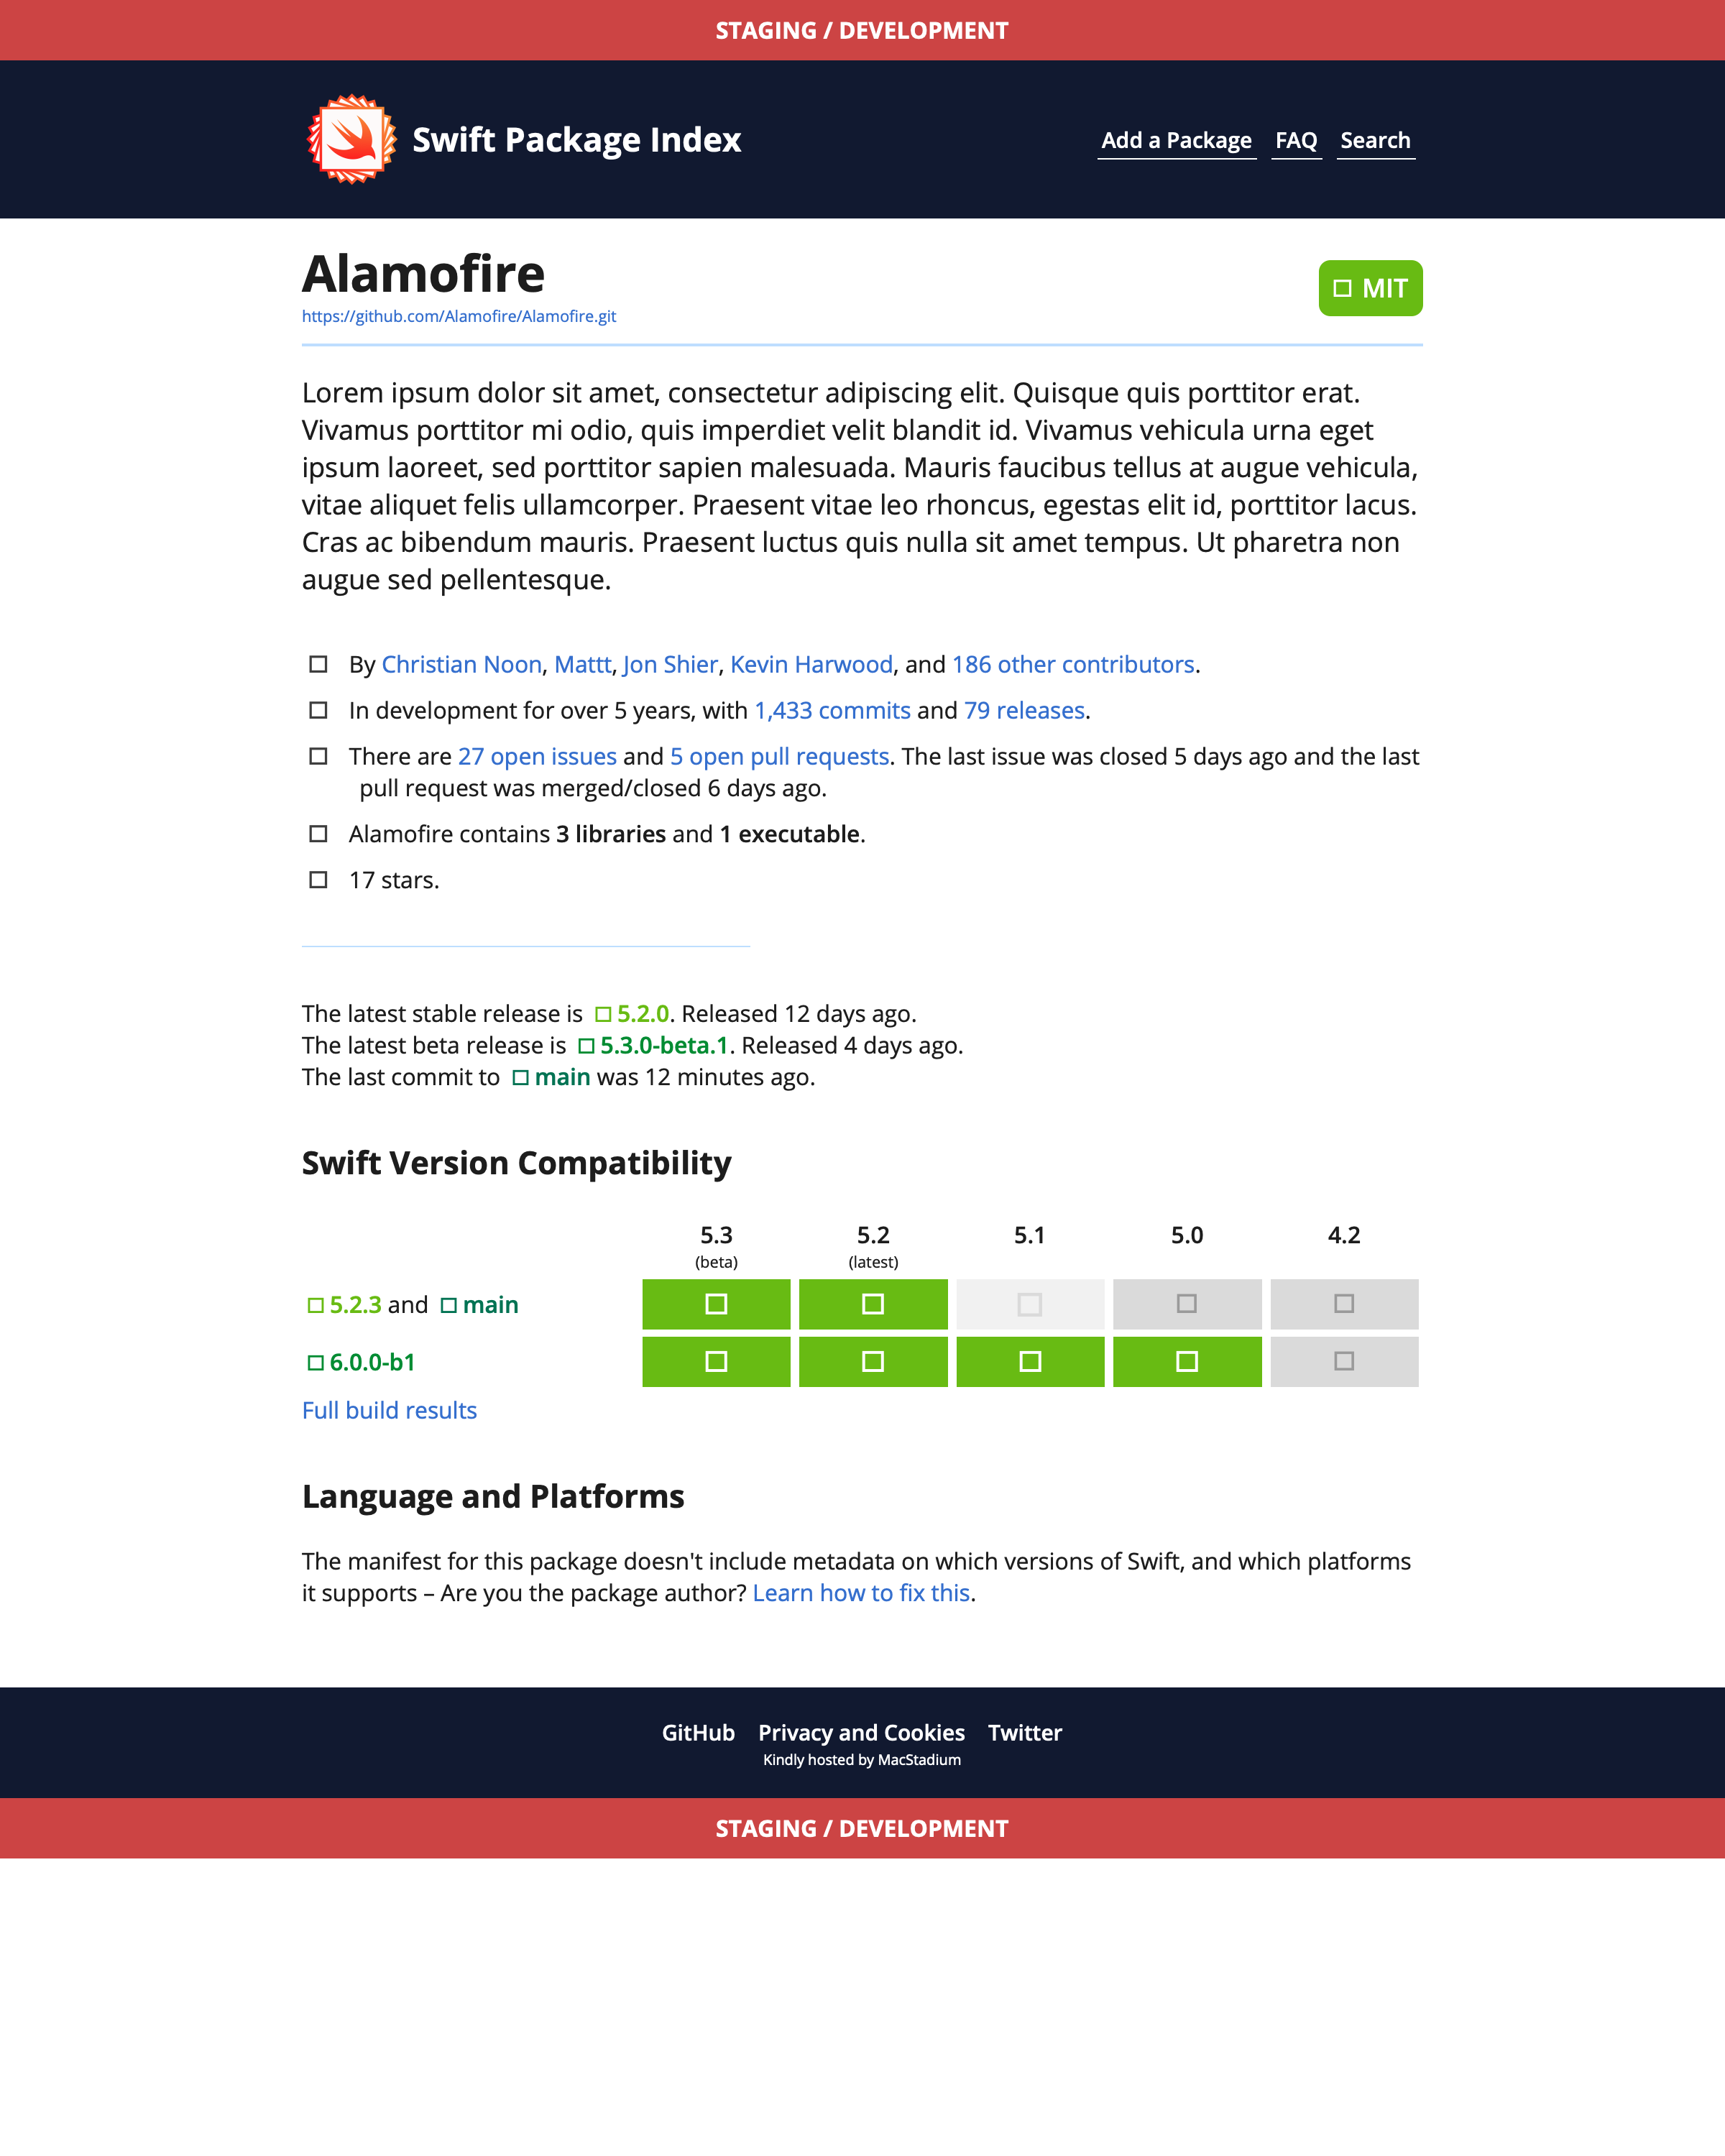 STAGING / DEVELOPMENT
Swift Package Index
Add a Package FAQ Search
Alamofire
MIT
https://github.com/Alamofire/Alamofire.git
Lorem ipsum dolor sit amet, consectetur adipiscing elit. Quisque quis porttitor erat.
Vivamus porttitor mi odio, quis imperdiet velit blandit id. Vivamus vehicula urna eget
ipsum laoreet, sed porttitor sapien malesuada. Mauris faucibus tellus at augue vehicula,
vitae aliquet felis ullamcorper. Praesent vitae leo rhoncus, egestas elit id, porttitor lacus.
Cras ac bibendum mauris. Praesent luctus quis nulla sit amet tempus. Ut pharetra non
augue sed pellentesque.
By Christian Noon, Mattt, Jon Shier, Kevin Harwood, and 186 other contributors.
In development for over 5 years, with 1,433 commits and 79 releases.
There are 27 open issues and 5 open pull requests. The last issue was closed 5 days ago and the last
pull request was merged/closed 6 days ago.
Alamofire contains 3 libraries and 1 executable.
17 stars.
The latest stable release is 5.2.0. Released 12 days ago.
The latest beta release is 5.3.0-beta.1. Released 4 days ago.
The last commit to main was 12 minutes ago.
Swift Version Compatibility
5.3 5.2 5.1 5.0 4.2
(beta) (latest)
5.2.3 and main
6.0.0-b1
Full build results
Language and Platforms
The manifest for this package doesn't include metadata on which versions of Swift, and which platforms
it supports – Are you the package author? Learn how to fix this.
GitHub Privacy and Cookies Twitter
Kindly hosted by MacStadium
STAGING / DEVELOPMENT